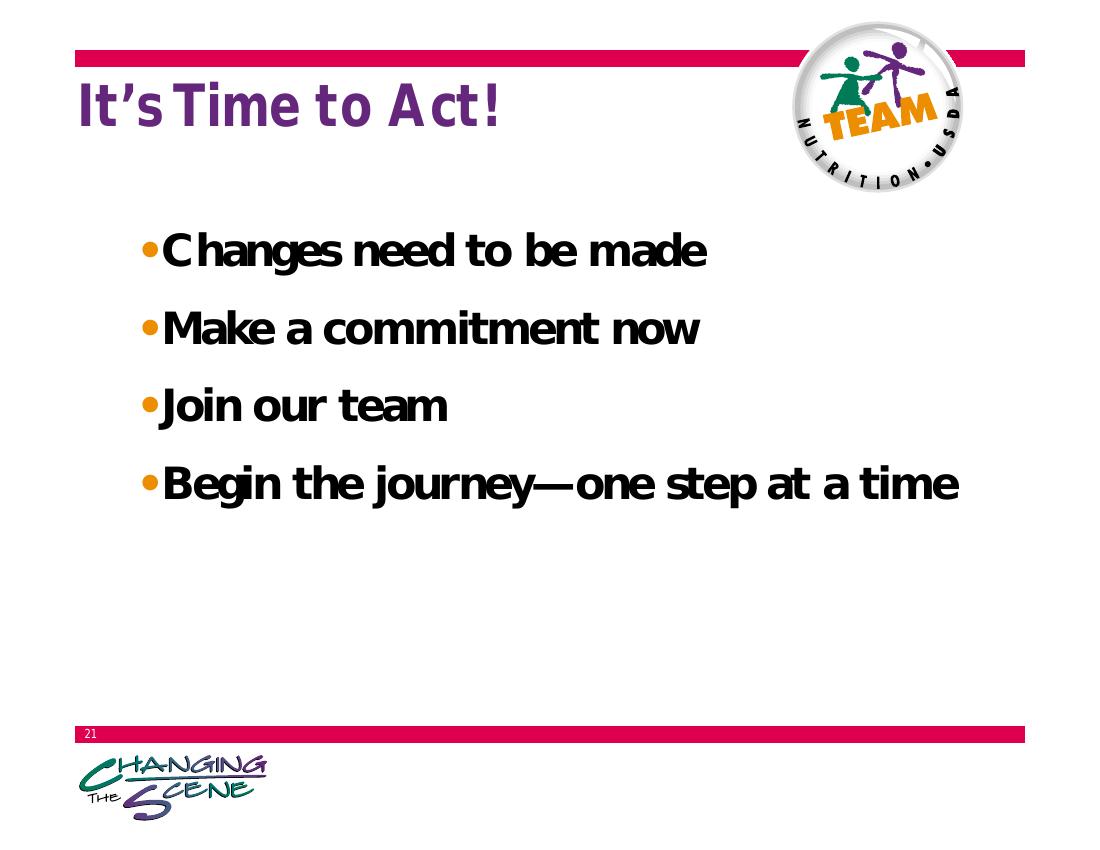 It’s Time to Act!
TEAM
NUTRITION•USDA
•Changes need to be made
•Make a commitment now
•Join our team
•Begin the journey—one step at a time
21
CHANGING
THE SCENE